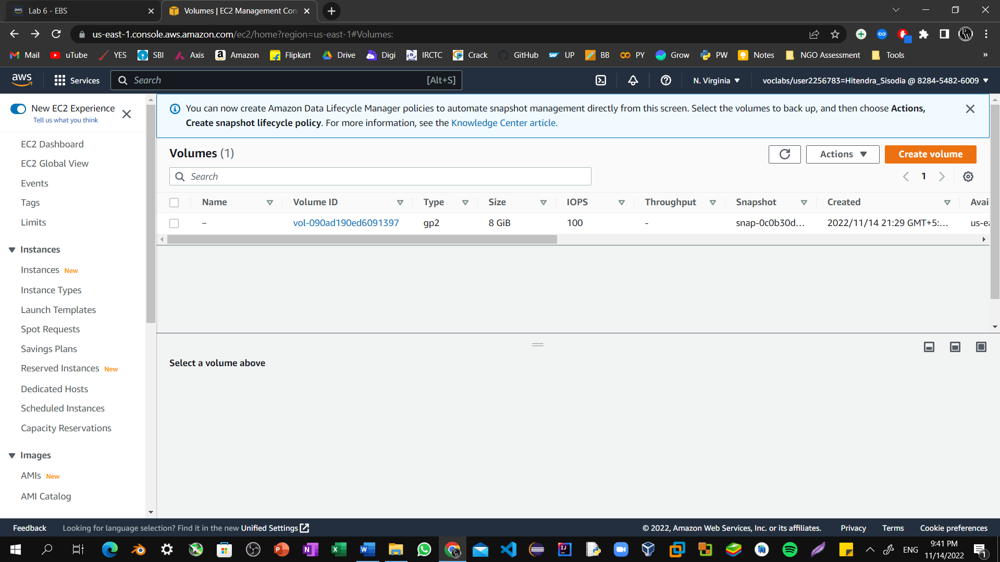 Lab 6 - EBS
Volumes | EC2 Management Con
us-east-1.console.aws.amazon.com/ec2/home?region=us-east-1#Volumes:
Mail uTube YES SBI Axis Amazon Flipkart Drive Digi IRCTC Crack GitHub UP BB PY Grow PW Notes NGO Assessment Tools »
aws Services Search [Alt+S] N. Virginia voclabs/user2256783=Hitendra_Sisodia @ 8284-5482-6009
New EC2 Experience
Tell us what you think
EC2 Dashboard
EC2 Global View
Events
Tags
Limits
Instances
Instances New
Instance Types
Launch Templates
Spot Requests
Savings Plans
Reserved Instances New
Dedicated Hosts
Scheduled Instances
Capacity Reservations
Images
AMIs New
AMI Catalog
You can now create Amazon Data Lifecycle Manager policies to automate snapshot management directly from this screen. Select the volumes to back up, and then choose Actions,
Create snapshot lifecycle policy. For more information, see the Knowledge Center article.
Volumes (1)
Actions
Create volume
Search
1
Name Volume ID Type Size IOPS Throughput Snapshot Created Avai
– vol-090ad190ed6091397 gp2 8 GiB 100 - snap-0c0b30d... 2022/11/14 21:29 GMT+5:... us-ea
Select a volume above
Feedback Looking for language selection? Find it in the new Unified Settings © 2022, Amazon Web Services, Inc. or its affiliates. Privacy Terms Cookie preferences
ENG
9:41 PM
11/14/2022
1